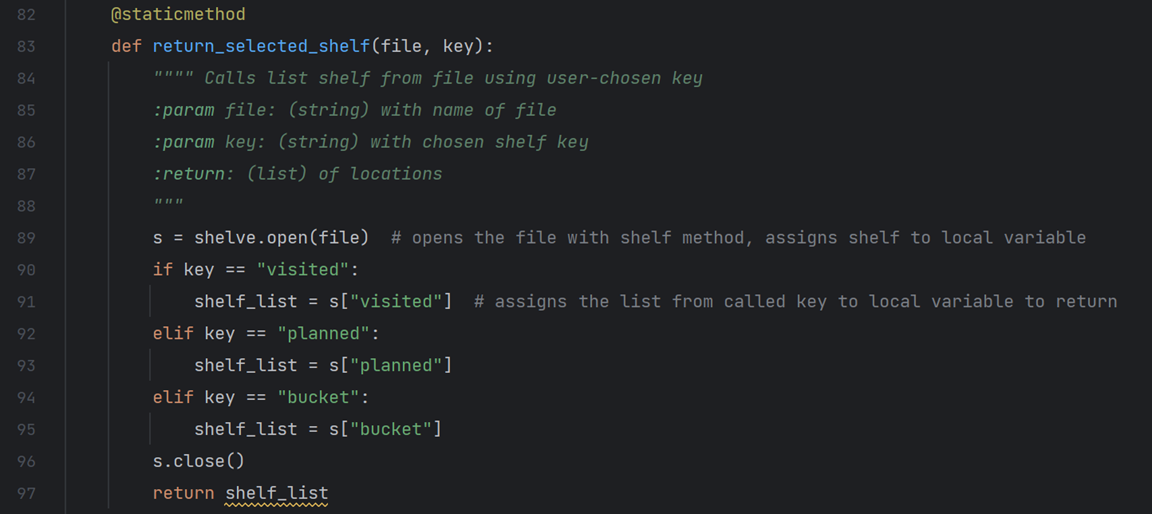 82 @staticmethod
83 def return_selected_shelf(file, key):
84 """" Calls list shelf from file using user-chosen key
85 :param file: (string) with name of file
86 :param key: (string) with chosen shelf key
87 :return: (list) of locations
88 """
89 s = shelve.open(file)  # opens the file with shelf method, assigns shelf to local variable
90 if key == "visited":
91 shelf_list = s["visited"]  # assigns the list from called key to local variable to return
92 elif key == "planned":
93 shelf_list = s["planned"]
94 elif key == "bucket":
95 shelf_list = s["bucket"]
96 s.close()
97 return shelf_list